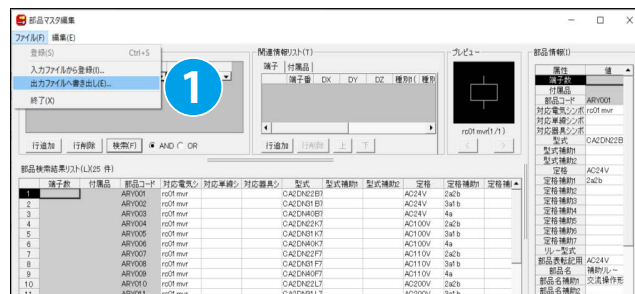 部品マスタ編集
ファイル(F) 編集(E)
登録(S) Ctrl+S
入力ファイルから登録(I)...
出力ファイルへ書き出し(E)...
終了(X)
1
行追加 行削除 検索(F) AND OR
関連情報リスト(T)
端子 付属品
端子番 DX DY DZ 種別1( 種別
行追加 行削除 上 下
プレビュー
rc01 mvr(1/1)
< >
部品情報(I)
属性 値
端子数
付属品
部品コード ARY001
対応電気シンボ rc01 mvr
対応単線シンボ
対応器具シンボ
型式 CA2DN22B
型式補助1
型式補助2
定格 AC24V
定格補助1 2a2b
定格補助2
定格補助3
定格補助4
定格補助5
定格補助6
定格補助7
リレー型式
部品表転記用 AC24V
部品名 補助リレー
部品名補助1 交流操作形
部品名補助2
部品検索結果リスト(L)(25 件)
端子数 付属品 部品コード 対応電気シ 対応単線シ 対応器具シ 型式 型式補助1 型式補助2 定格 定格補助1 定格補
1 ARY001 rc01 mvr CA2DN22B7 AC24V 2a2b
2 ARY002 rc01 mvr CA2DN31B7 AC24V 3a1b
3 ARY003 rc01 mvr CA2DN40B7 AC24V 4a
4 ARY004 rc01 mvr CA2DN22K7 AC100V 2a2b
5 ARY005 rc01 mvr CA2DN31K7 AC100V 3a1b
6 ARY006 rc01 mvr CA2DN40K7 AC100V 4a
7 ARY007 rc01 mvr CA2DN22F7 AC110V 2a2b
8 ARY008 rc01 mvr CA2DN31F7 AC110V 3a1b
9 ARY009 rc01 mvr CA2DN40F7 AC110V 4a
10 ARY010 rc01 mvr CA2DN22L7 AC200V 2a2b
11 ARY011 rc01 mvr CA2DN31L7 AC200V 3a1b